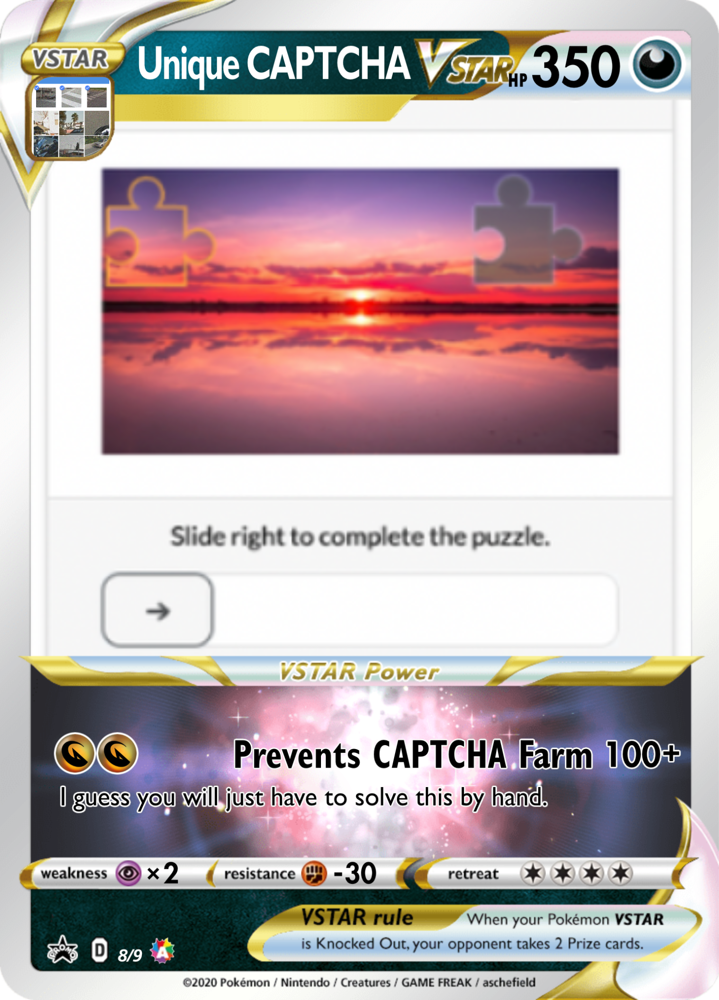 VSTAR
Unique CAPTCHA VSTAR HP 350
Slide right to complete the puzzle.
VSTAR Power
Prevents CAPTCHA Farm 100+
I guess you will just have to solve this by hand.
weakness ×2 resistance -30 retreat
VSTAR rule When your Pokémon VSTAR
is Knocked Out, your opponent takes 2 Prize cards.
PROMO D 8/9 A
©2020 Pokémon / Nintendo / Creatures / GAME FREAK / aschefield